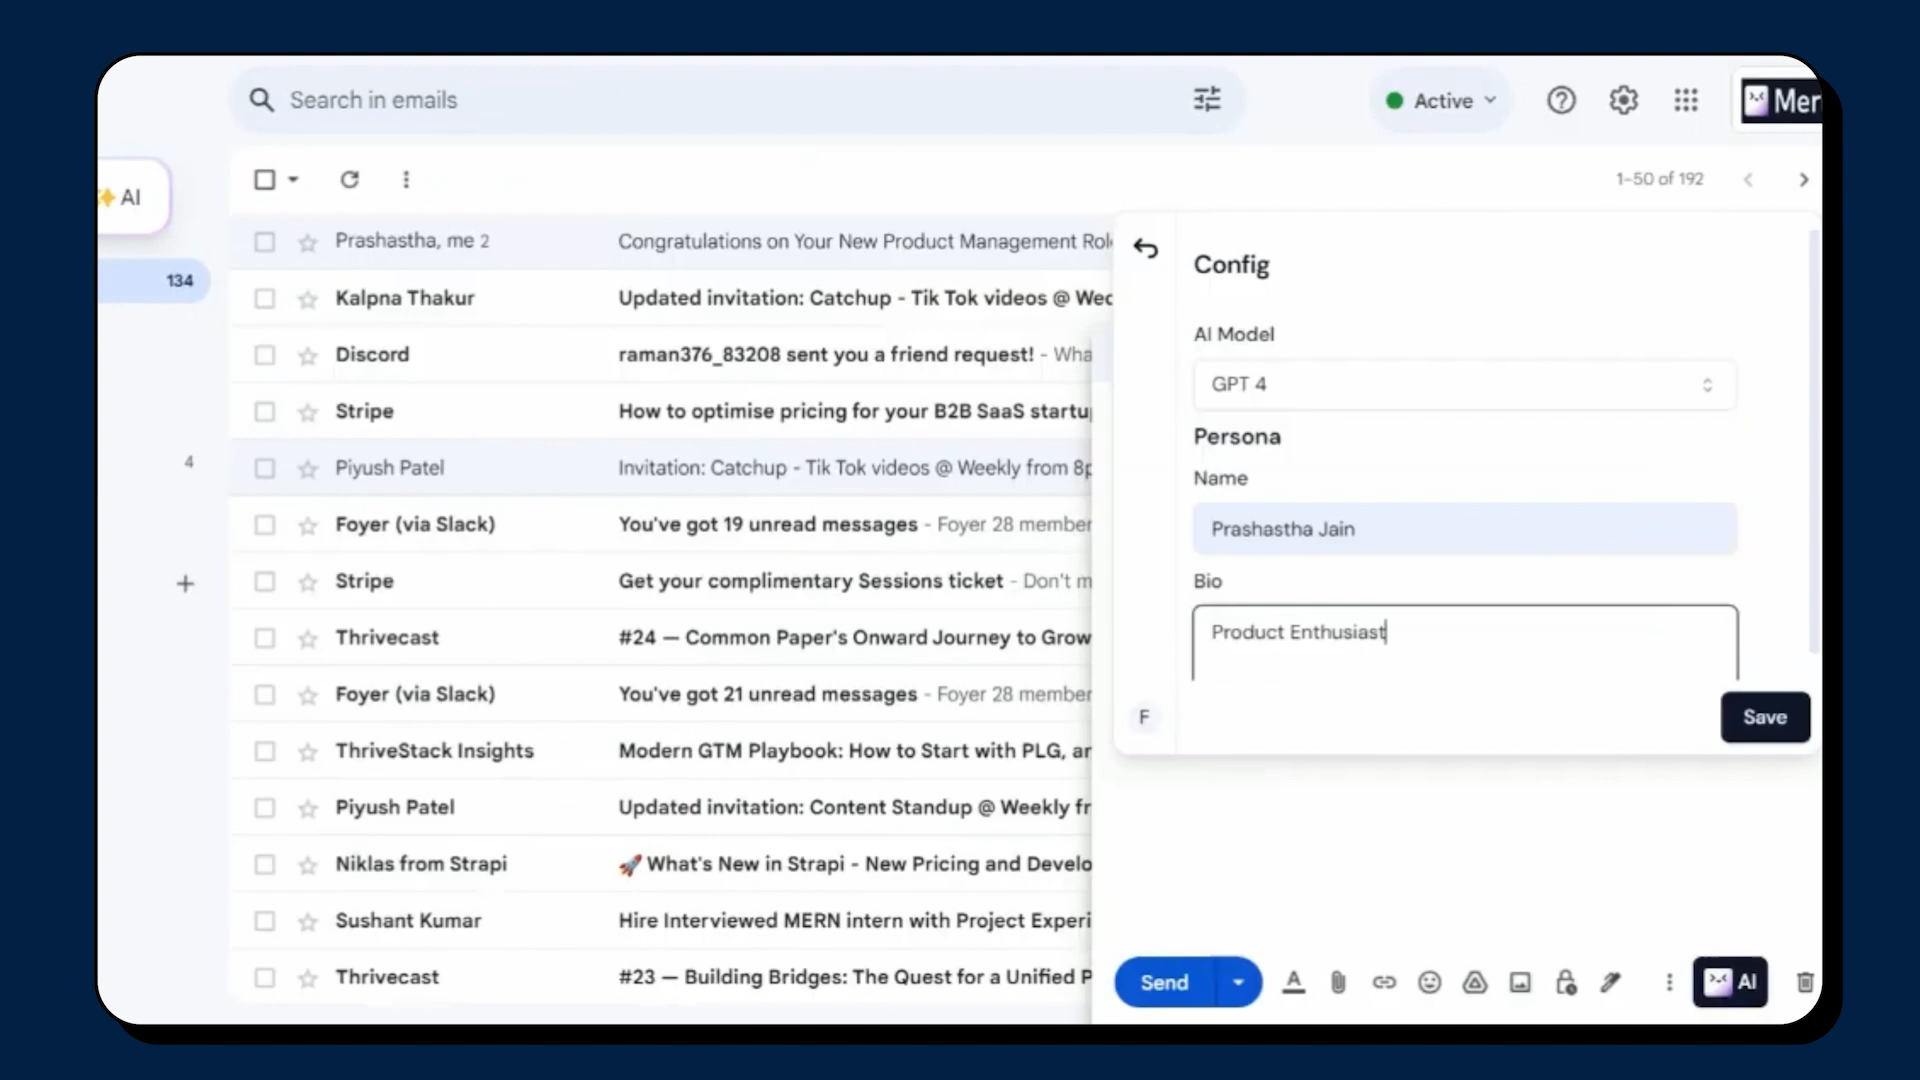 Search in emails
Active
Mer
AI
1–50 of 192
134
Prashastha, me 2
Congratulations on Your New Product Management Rol
Kalpna Thakur
Updated invitation: Catchup - Tik Tok videos @ Wed
Discord
raman376_83208 sent you a friend request! - Wha
Stripe
How to optimise pricing for your B2B SaaS startu
4
Piyush Patel
Invitation: Catchup - Tik Tok videos @ Weekly from 8p
Foyer (via Slack)
You've got 19 unread messages - Foyer 28 member
+
Stripe
Get your complimentary Sessions ticket - Don't m
Thrivecast
#24 — Common Paper's Onward Journey to Grow
Foyer (via Slack)
You've got 21 unread messages - Foyer 28 member
ThriveStack Insights
Modern GTM Playbook: How to Start with PLG, an
Piyush Patel
Updated invitation: Content Standup @ Weekly fr
Niklas from Strapi
🚀 What's New in Strapi - New Pricing and Develo
Sushant Kumar
Hire Interviewed MERN intern with Project Experi
Thrivecast
#23 — Building Bridges: The Quest for a Unified P
Config
AI Model
GPT 4
Persona
Name
Prashastha Jain
Bio
Product Enthusiast
F
Save
Send
AI